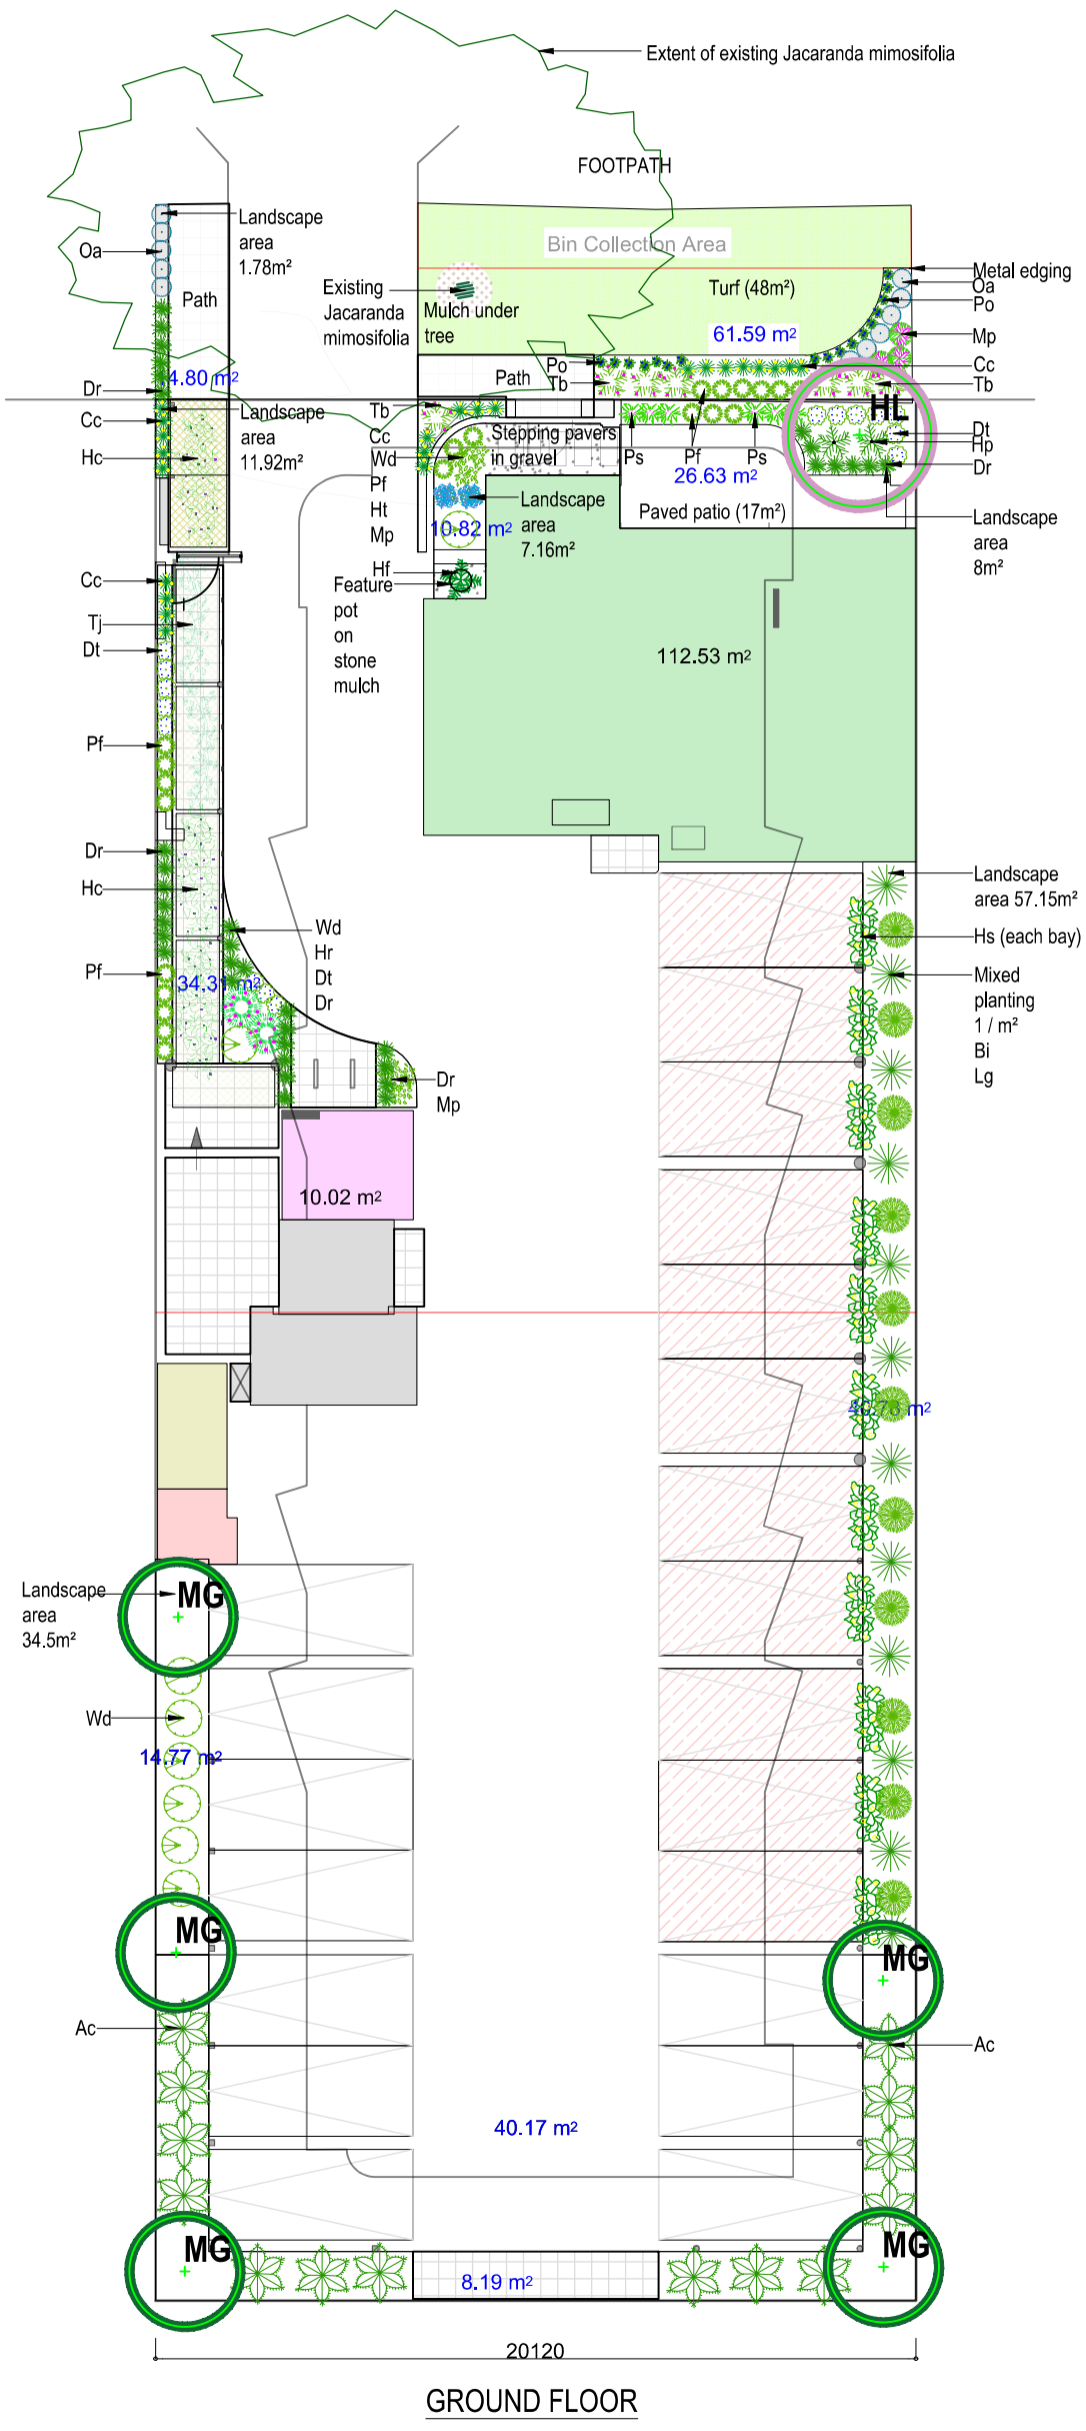 Extent of existing Jacaranda mimosifolia
FOOTPATH
Landscape
area
1.78m²
Oa
Path
Bin Collection Area
Existing
Jacaranda
mimosifolia
Mulch under
tree
Turf (48m²)
61.59 m²
Metal edging
Oa
Po
Mp
Cc
Tb
Po
Tb
Path
4.80 m²
Dr
Cc
Hc
Landscape
area
11.92m²
Tb
Cc
Wd
Pf
Ht
Mp
Hf
Feature
pot
on
stone
mulch
Stepping pavers
in gravel
Ps
Pf
Ps
26.63 m²
Paved patio (17m²)
HL
Dt
Hp
Dr
Landscape
area
8m²
Landscape
area
7.16m²
10.82 m²
Cc
Tj
Dt
Pf
Dr
Hc
Pf
34.31 m²
112.53 m²
Wd
Hr
Dt
Dr
Dr
Mp
Landscape
area 57.15m²
Hs (each bay)
Mixed
planting
1 / m²
Bi
Lg
10.02 m²
m²
Landscape
area
34.5m²
MG
Wd
14.77 m²
MG
MG
Ac
Ac
40.17 m²
MG
MG
8.19 m²
20120
GROUND FLOOR